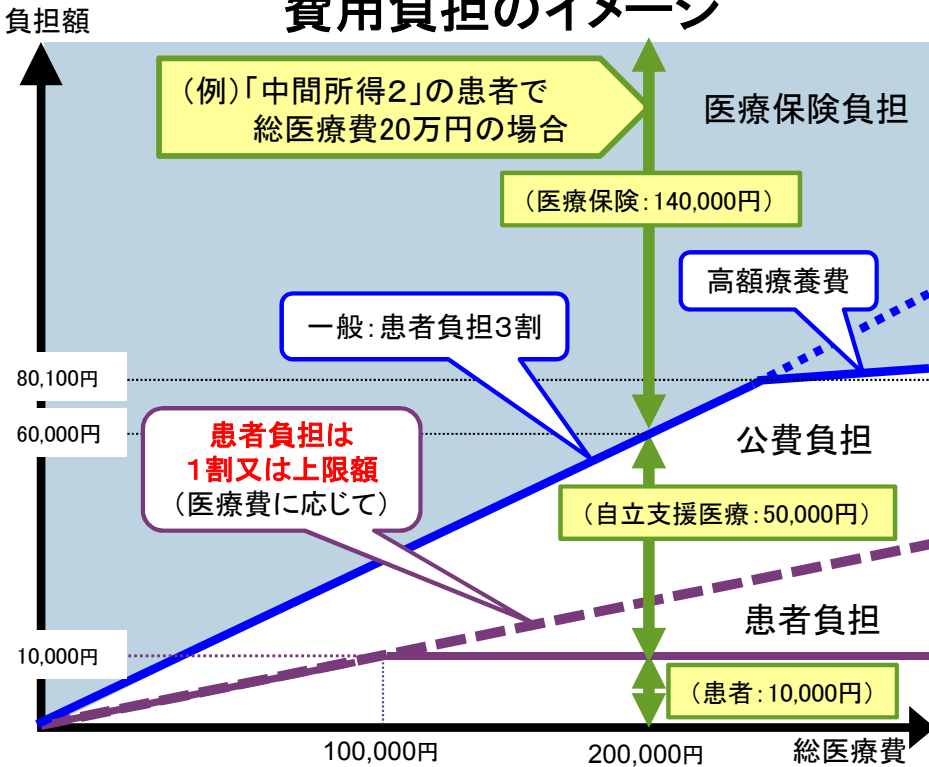 費用負担のイメージ
負担額
（例）「中間所得２」の患者で
総医療費20万円の場合
医療保険負担
（医療保険：140,000円）
高額療養費
一般：患者負担３割
80,100円
60,000円
患者負担は
１割又は上限額
（医療費に応じて）
公費負担
（自立支援医療：50,000円）
患者負担
10,000円
（患者：10,000円）
100,000円
200,000円
総医療費